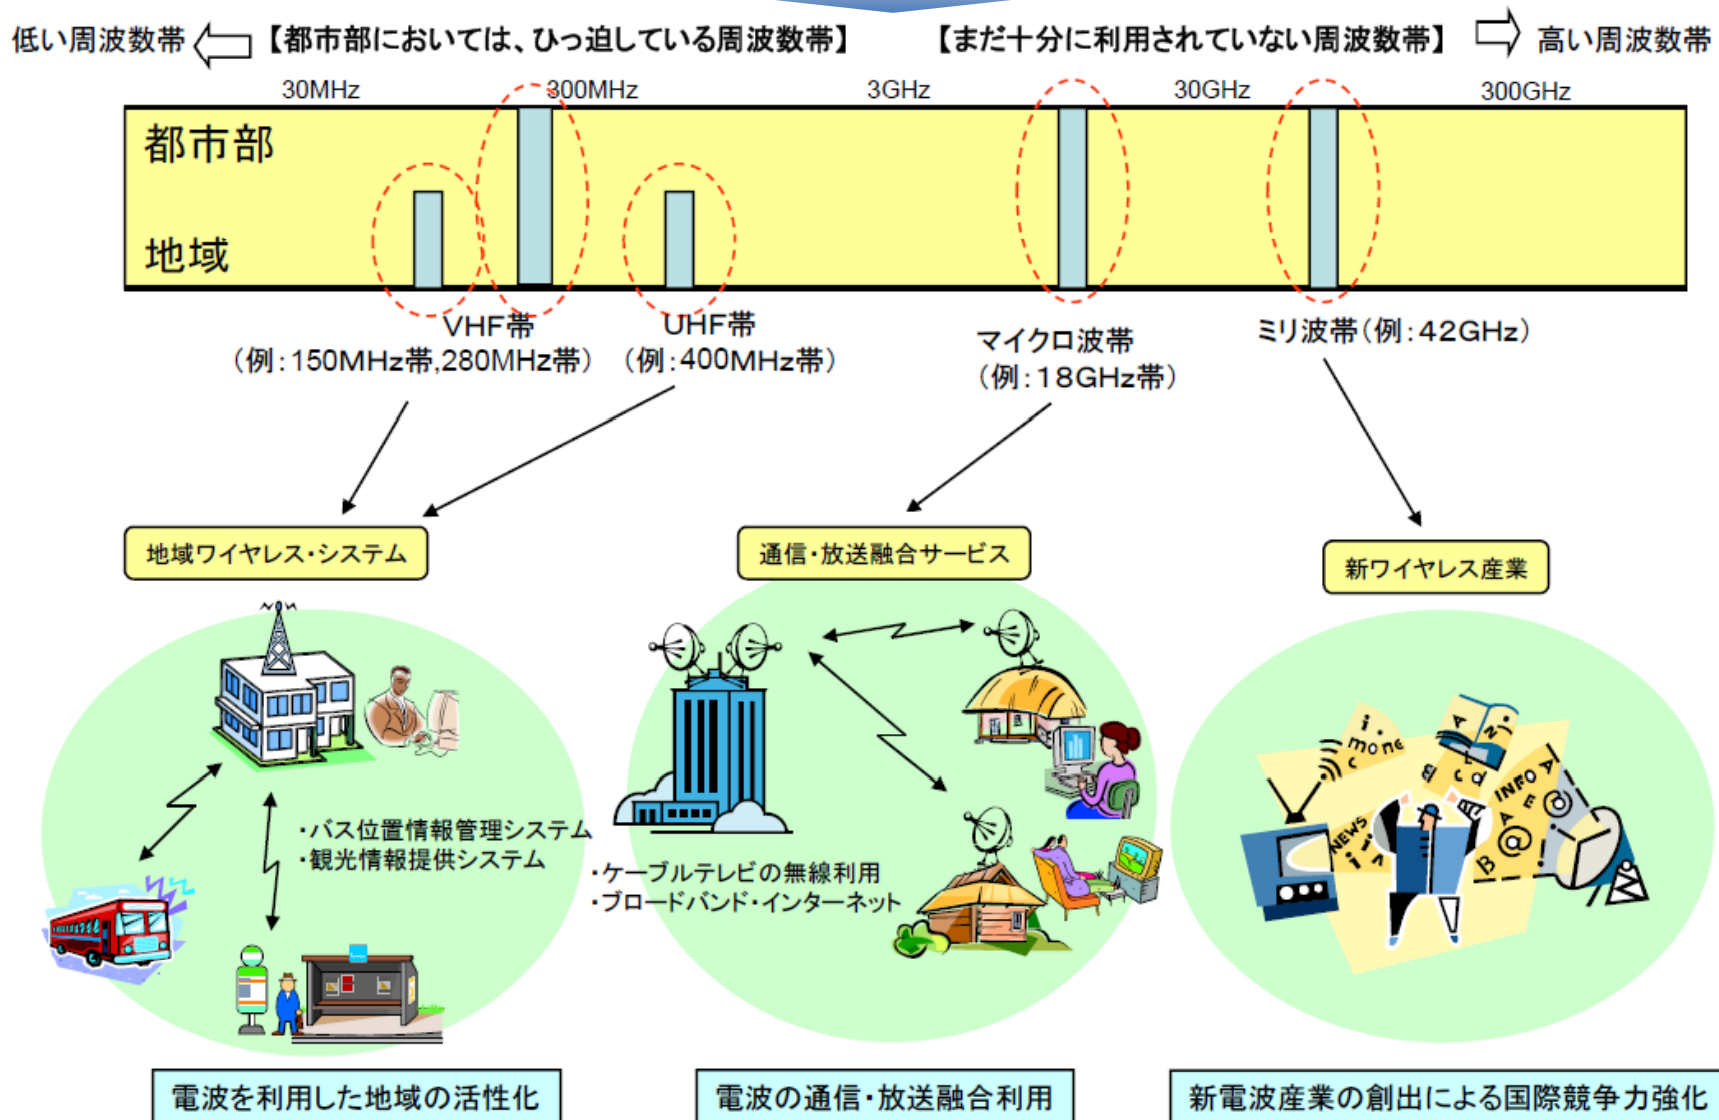 低い周波数帯 【都市部においては、ひっ迫している周波数帯】 【まだ十分に利用されていない周波数帯】 高い周波数帯
30MHz 300MHz 3GHz 30GHz 300GHz
都市部
地域
VHF帯
（例：150MHz帯,280MHz帯）
UHF帯
（例：400MHz帯）
マイクロ波帯
（例：18GHz帯）
ミリ波帯（例：42GHz）
地域ワイヤレス・システム
通信・放送融合サービス
新ワイヤレス産業
・バス位置情報管理システム
・観光情報提供システム
・ケーブルテレビの無線利用
・ブロードバンド・インターネット
NEWS
INFO
電波を利用した地域の活性化
電波の通信・放送融合利用
新電波産業の創出による国際競争力強化